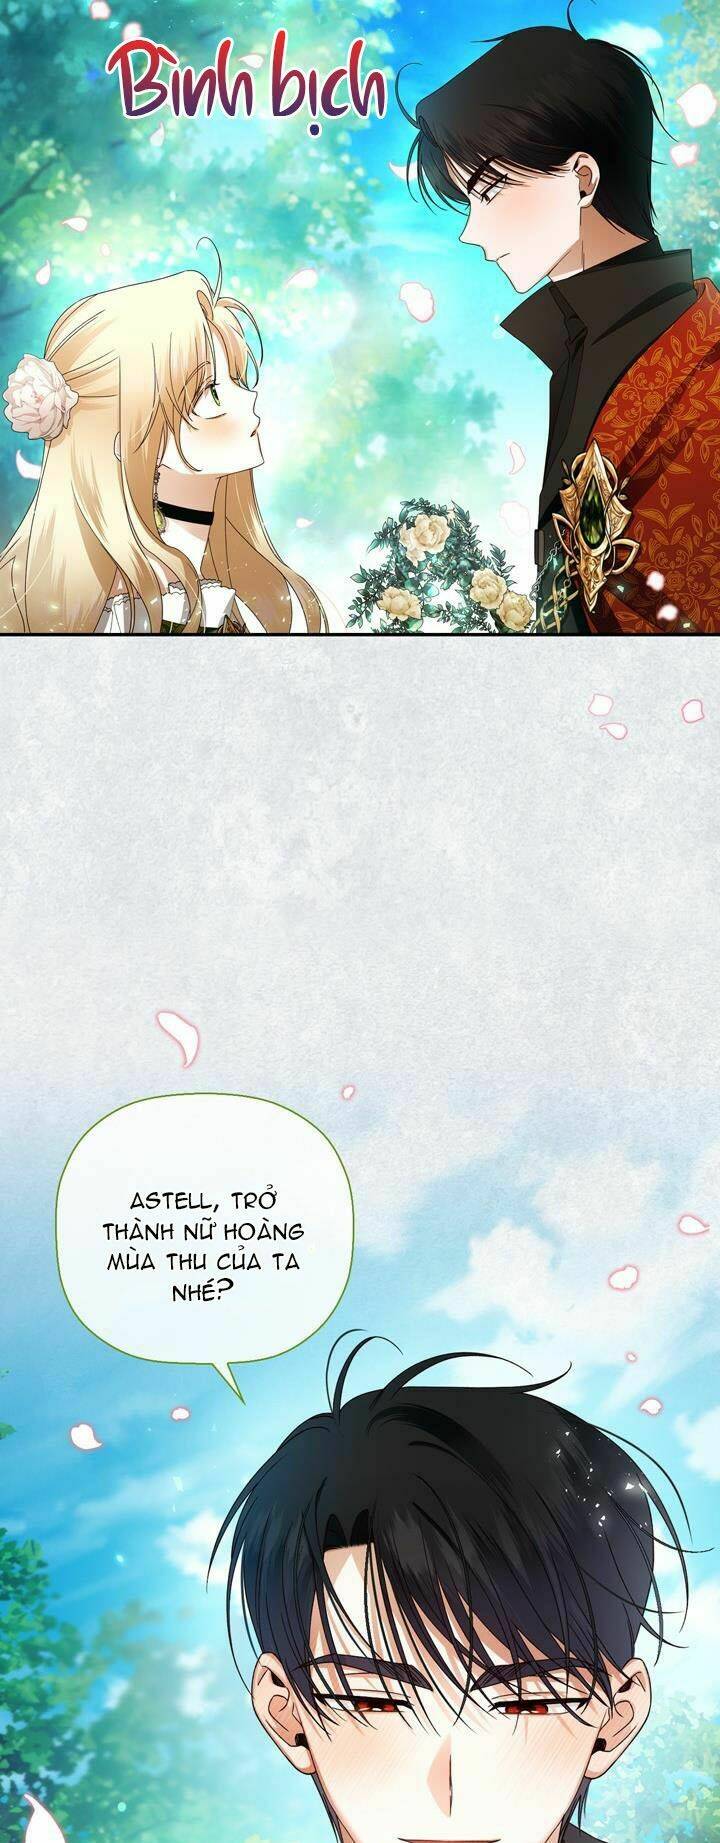 Bình bịch
ASTELL, TRỞ
THÀNH NỮ HOÀNG
MÙA THU CỦA TA
NHÉ?